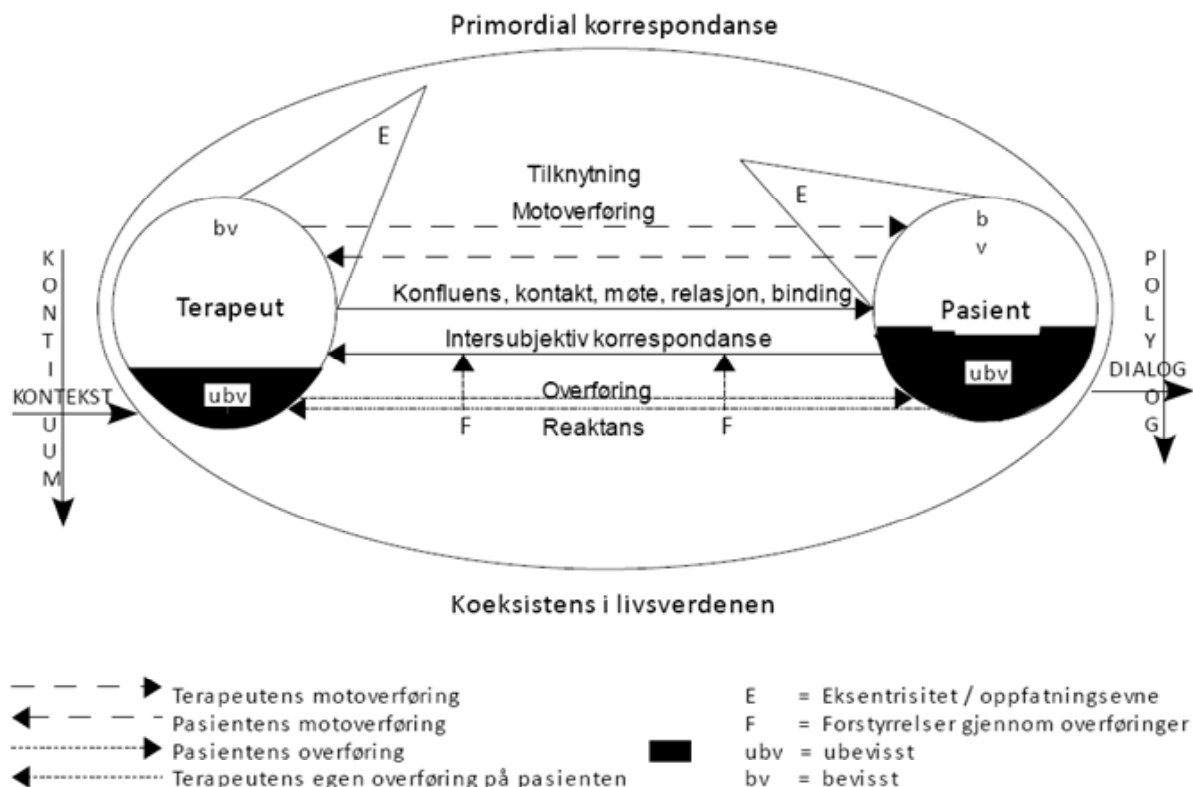 Primordial korrespondanse
E
Tilknytning
E
Motoverføring
bv
b
v
KONTINUUM
POLYLOG
Terapeut
Konfluens, kontakt, møte, relasjon, binding
Pasient
Intersubjektiv korrespondanse
ubv
ubv
KONTEKST
DIALOG
Overføring
F
Reaktans
F
Koeksistens i livsverdenen
Terapeutens motoverføring
Pasientens motoverføring
Pasientens overføring
Terapeutens egen overføring på pasienten
E = Eksentrisitet / oppfatningsevne
F = Forstyrrelser gjennom overføringer
ubv = ubevisst
bv = bevisst